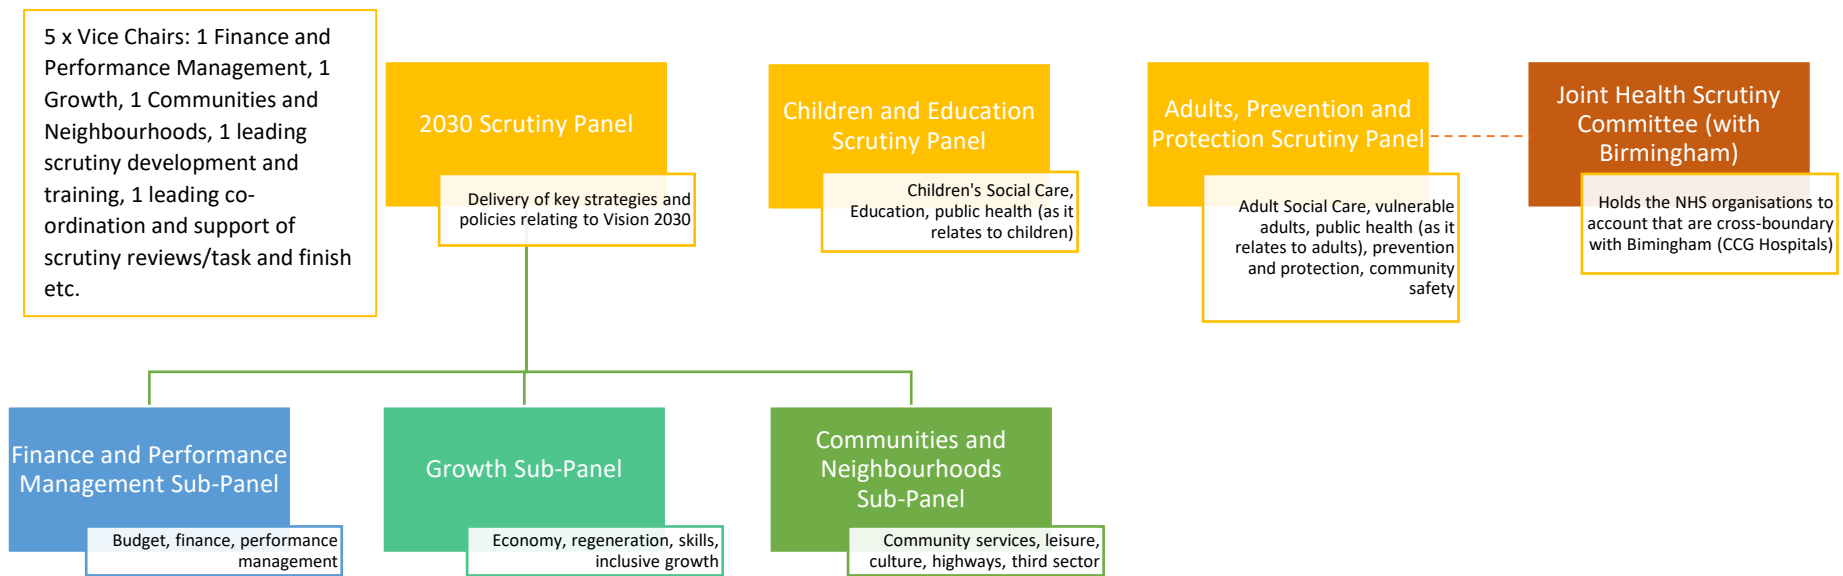 5 x Vice Chairs: 1 Finance and
Performance Management, 1
Growth, 1 Communities and
Neighbourhoods, 1 leading
scrutiny development and
training, 1 leading co-
ordination and support of
scrutiny reviews/task and finish
etc.
2030 Scrutiny Panel
Delivery of key strategies and
policies relating to Vision 2030
Children and Education
Scrutiny Panel
Children's Social Care,
Education, public health (as it
relates to children)
Adults, Prevention and
Protection Scrutiny Panel
Adult Social Care, vulnerable
adults, public health (as it
relates to adults), prevention
and protection, community
safety
Joint Health Scrutiny
Committee (with
Birmingham)
Holds the NHS organisations to
account that are cross-boundary
with Bimingham (CCG Hospitals)
Finance and Performance
Management Sub-Panel
Budget, finance, performance
management
Growth Sub-Panel
Economy, regeneration, skills,
inclusive growth
Communities and
Neighbourhoods
Sub-Panel
Community services, leisure,
culture, highways, third sector